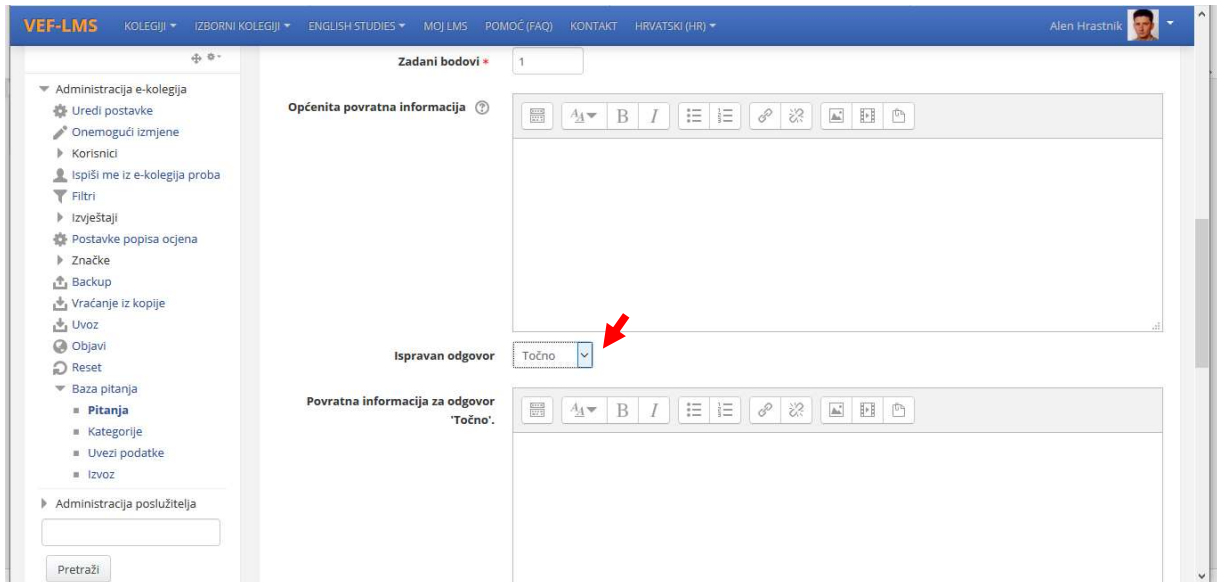 VEF-LMS KOLEGIJI IZBORNI KOLEGIJI ENGLISH STUDIES MOJ LMS POMOĆ (FAQ) KONTAKT HRVATSKI (HR) Alen Hrastnik
Administracija e-kolegija
Uredi postavke
Onemogući izmjene
Korisnici
Ispiši me iz e-kolegija proba
Filtri
Izvještaji
Postavke popisa ocjena
Značke
Backup
Vraćanje iz kopije
Uvoz
Objavi
Reset
Baza pitanja
Pitanja
Kategorije
Uvezi podatke
Izvoz
Administracija poslužitelja
Pretraži
Zadani bodovi * 1
Općenita povratna informacija ?
B I
Ispravan odgovor Točno
Povratna informacija za odgovor
'Točno'.
B I